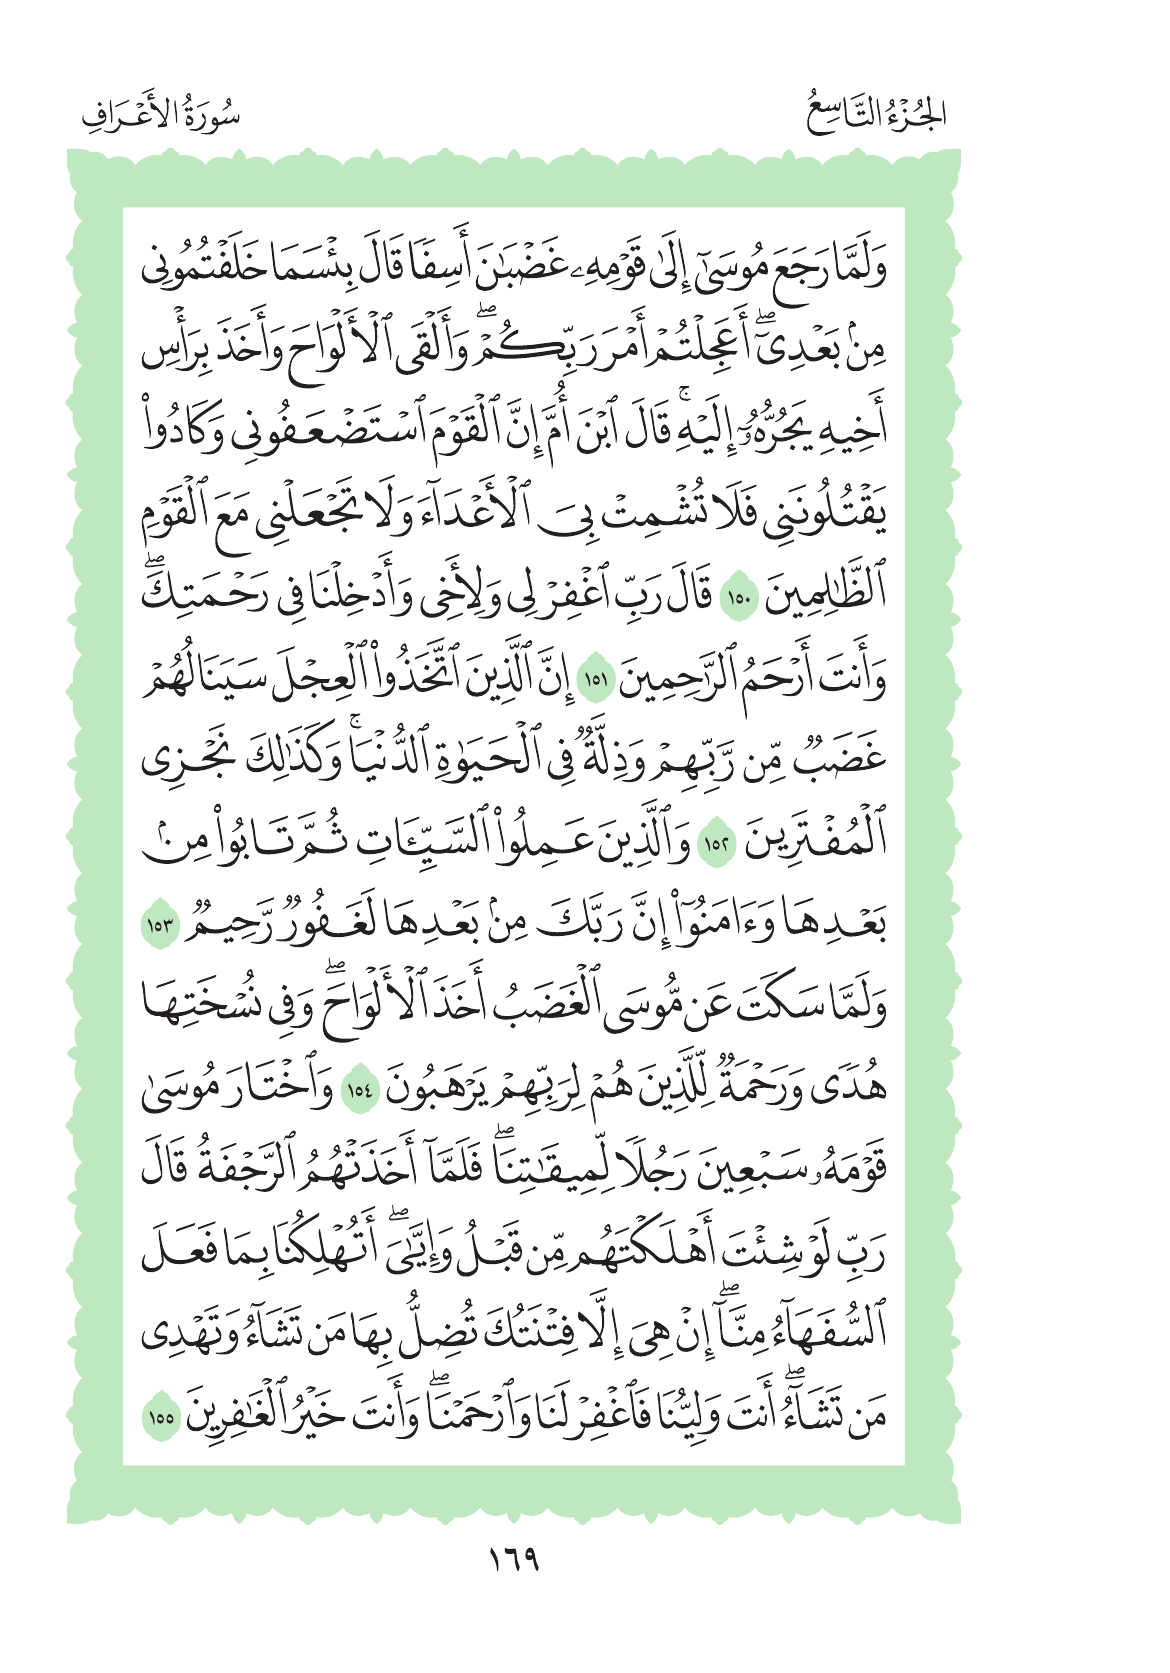 الجُزْءُ التَّاسِعُ
سُورَةُ الأَعْرَافِ
وَلَمَّا رَجَعَ مُوسَىٰٓ إِلَىٰ قَوْمِهِۦ غَضْبَٰنَ أَسِفٗا قَالَ بِئْسَمَا خَلَفْتُمُونِي
مِنۢ بَعْدِيٓۖ أَعَجِلْتُمْ أَمْرَ رَبِّكُمْۖ وَأَلْقَى ٱلْأَلْوَاحَ وَأَخَذَ بِرَأْسِ
أَخِيهِ يَجُرُّهُۥٓ إِلَيْهِۚ قَالَ ٱبْنَ أُمَّ إِنَّ ٱلْقَوْمَ ٱسْتَضْعَفُونِي وَكَادُوا۟
يَقْتُلُونَنِي فَلَا تُشْمِتْ بِيَ ٱلْأَعْدَآءَ وَلَا تَجْعَلْنِي مَعَ ٱلْقَوْمِ
ٱلظَّٰلِمِينَ ١٥٠ قَالَ رَبِّ ٱغْفِرْ لِي وَلِأَخِي وَأَدْخِلْنَا فِي رَحْمَتِكَۖ
وَأَنتَ أَرْحَمُ ٱلرَّٰحِمِينَ ١٥١ إِنَّ ٱلَّذِينَ ٱتَّخَذُوا۟ ٱلْعِجْلَ سَيَنَالُهُمْ
غَضَبٞ مِّن رَّبِّهِمْ وَذِلَّةٞ فِي ٱلْحَيَوٰةِ ٱلدُّنْيَاۚ وَكَذَٰلِكَ نَجْزِي
ٱلْمُفْتَرِينَ ١٥٢ وَٱلَّذِينَ عَمِلُوا۟ ٱلسَّيِّـَٔاتِ ثُمَّ تَابُوا۟ مِنۢ
بَعْدِهَا وَءَامَنُوٓا۟ إِنَّ رَبَّكَ مِنۢ بَعْدِهَا لَغَفُورٞ رَّحِيمٞ ١٥٣
وَلَمَّا سَكَتَ عَن مُّوسَى ٱلْغَضَبُ أَخَذَ ٱلْأَلْوَاحَۖ وَفِي نُسْخَتِهَا
هُدٗى وَرَحْمَةٞ لِّلَّذِينَ هُمْ لِرَبِّهِمْ يَرْهَبُونَ ١٥٤ وَٱخْتَارَ مُوسَىٰ
قَوْمَهُۥ سَبْعِينَ رَجُلٗا لِّمِيقَٰتِنَاۖ فَلَمَّآ أَخَذَتْهُمُ ٱلرَّجْفَةُ قَالَ
رَبِّ لَوْ شِئْتَ أَهْلَكْتَهُم مِّن قَبْلُ وَإِيَّٰيَۖ أَتُهْلِكُنَا بِمَا فَعَلَ
ٱلسُّفَهَآءُ مِنَّآۖ إِنْ هِيَ إِلَّا فِتْنَتُكَ تُضِلُّ بِهَا مَن تَشَآءُ وَتَهْدِي
مَن تَشَآءُۖ أَنتَ وَلِيُّنَا فَٱغْفِرْ لَنَا وَٱرْحَمْنَاۖ وَأَنتَ خَيْرُ ٱلْغَٰفِرِينَ ١٥٥
١٦٩